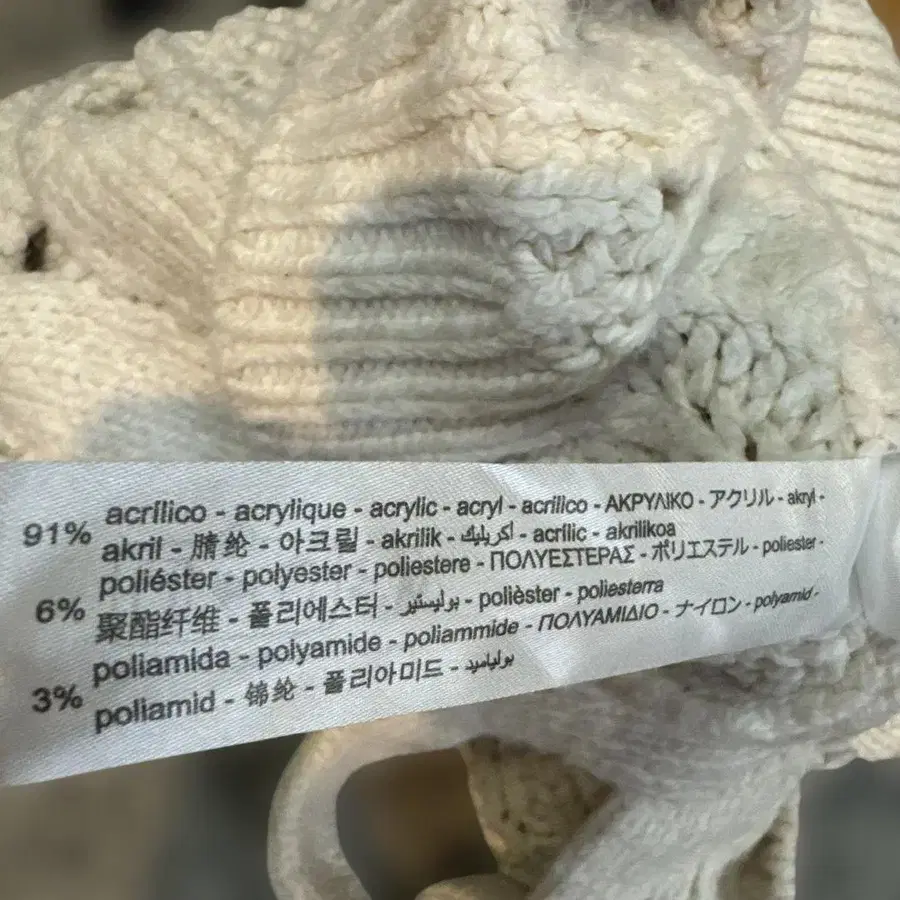 91% acrílico - acrylique - acrylic - acryl - acrilico - ΑΚΡΥΛΙΚΟ - アクリル - akryl -
akril - 腈纶 - 아크릴 - akrilik - اكريليك - acrílic - akrilikoa
6% poliéster - polyester - poliestere - ΠΟΛΥΕΣΤΕΡΑΣ - ポリエステル - poliester -
聚酯纤维 - 폴리에스터 - بوليستير - polièster - poliesterra
3% poliamida - polyamide - poliammide - ΠΟΛΥΑΜΙΔΙΟ - ナイロン - polyamid -
poliamid - 锦纶 - 폴리아미드 - بولياميد